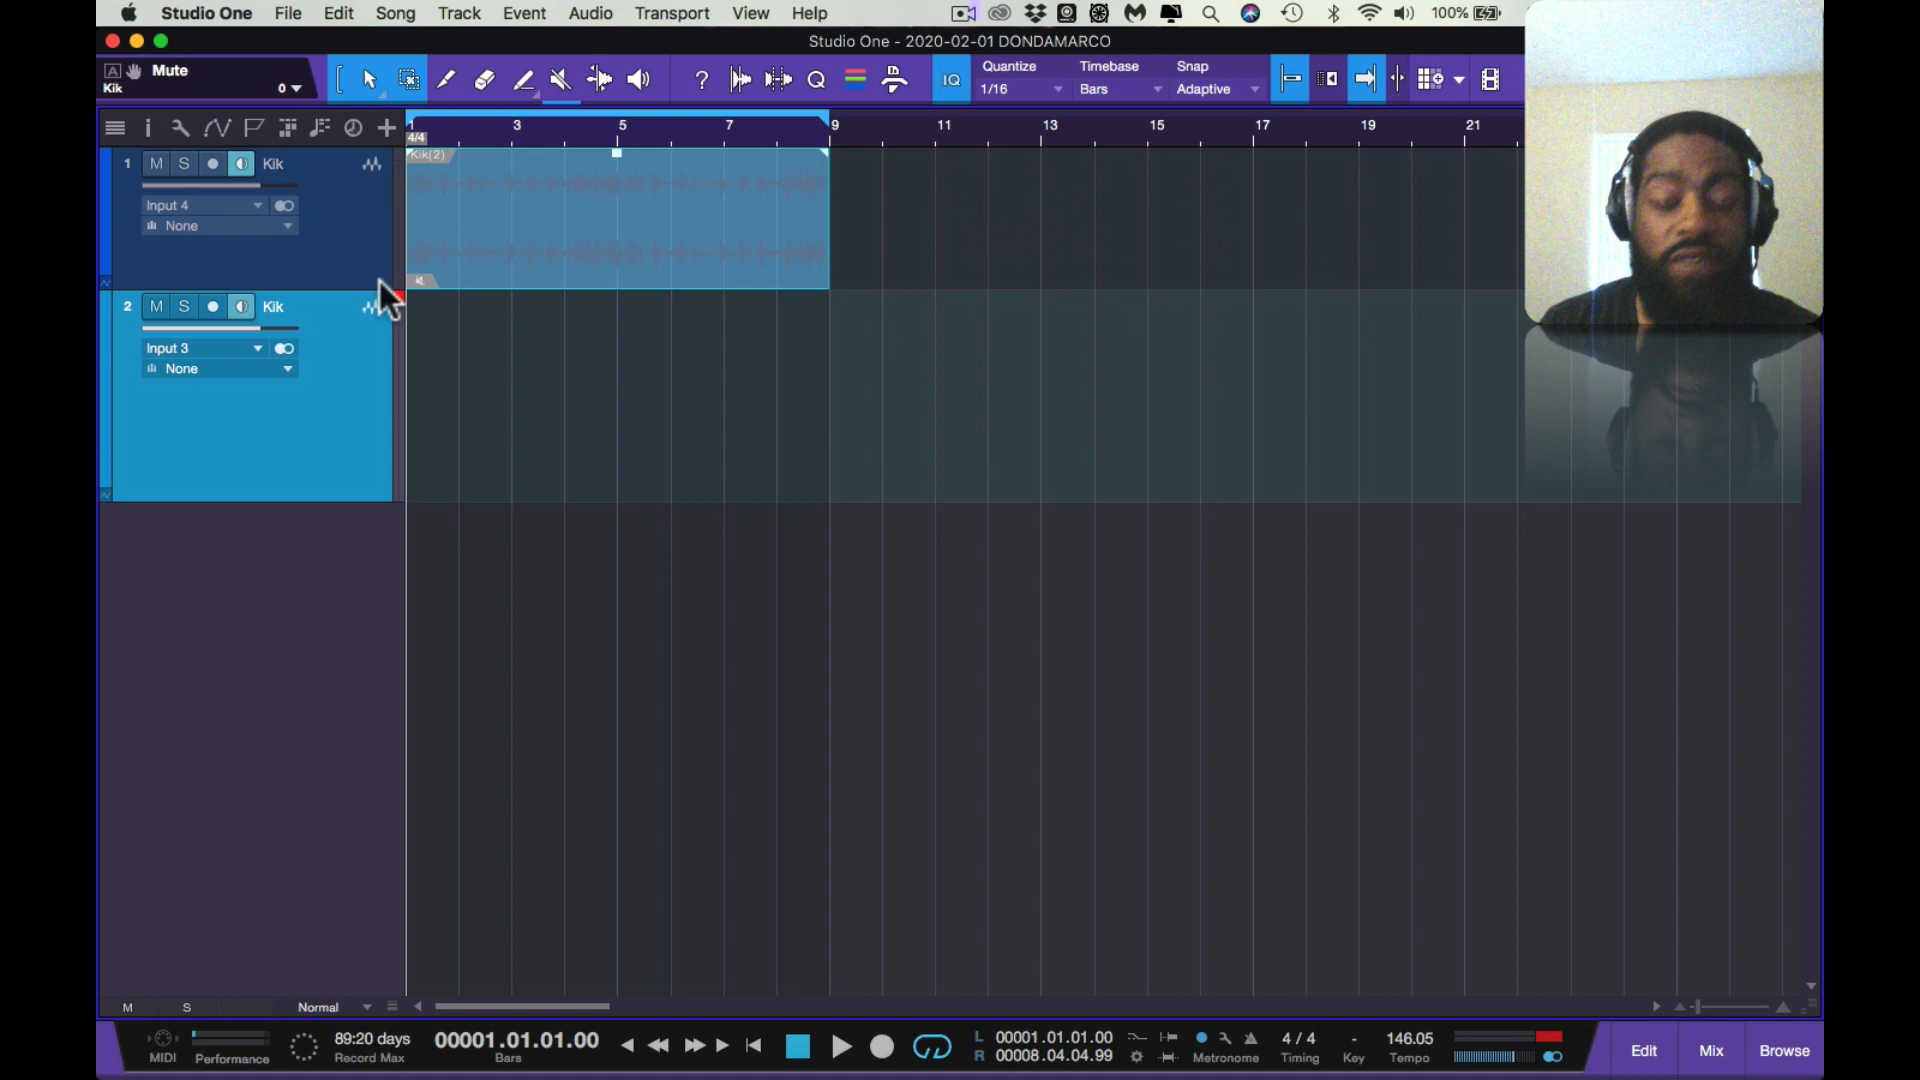 Studio One File Edit Song Track Event Audio Transport View Help 100%
Studio One - 2020-02-01 DONDAMARCO
A Mute
Kik 0
? Q IQ
Quantize Timebase Snap
1/16 Bars Adaptive
1 3 5 7 9 11 13 15 17 19 21
4/4
1 M S Kik
Kik(2)
Input 4
None
2 M S Kik
Input 3
None
M S Normal
MIDI Performance
89:20 days
Record Max
00001.01.01.00
Bars
L 00001.01.01.00
R 00008.04.04.99
Metronome
4 / 4
Timing
-
Key
146.05
Tempo
Edit Mix Browse